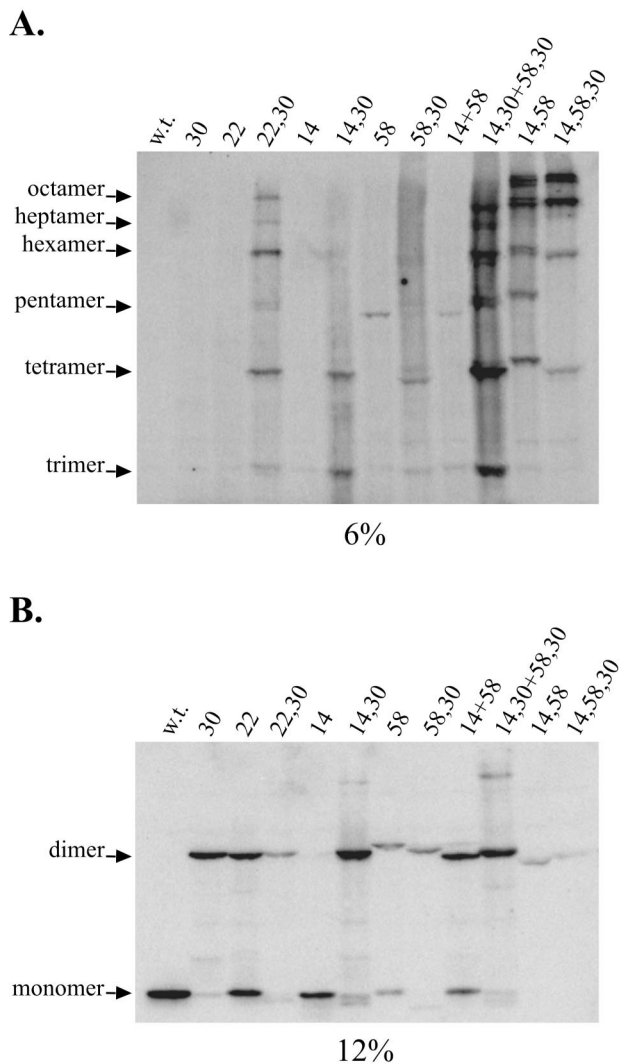 A.
w.t. 30 22 22,30 14 14,30 58 58,30 14+58 14,30+58,30 14,58 14,58,30
octamer
heptamer
hexamer
pentamer
tetramer
trimer
6%
B.
w.t. 30 22 22,30 14 14,30 58 58,30 14+58 14,30+58,30 14,58 14,58,30
dimer
monomer
12%